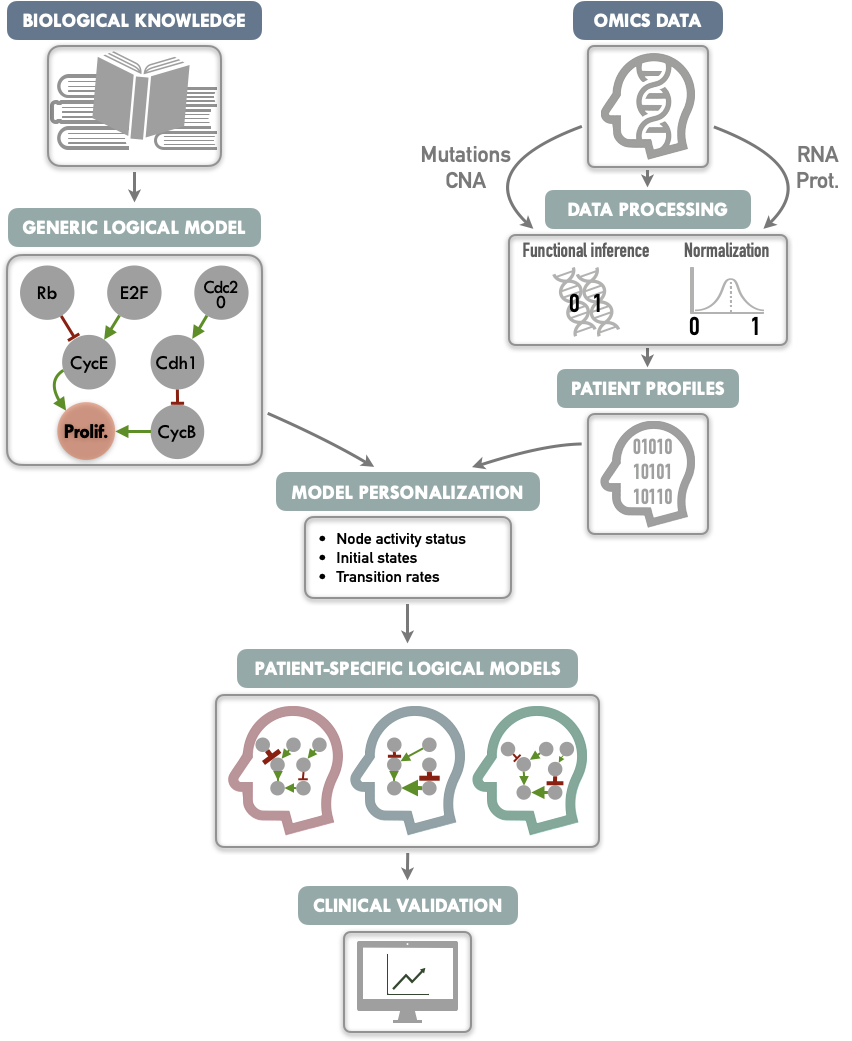 BIOLOGICAL KNOWLEDGE
OMICS DATA
Mutations
CNA
RNA
Prot.
GENERIC LOGICAL MODEL
DATA PROCESSING
Functional inference
Normalization
0 1
0 1
Rb
E2F
Cdc2
0
CycE
Cdh1
Prolif.
CycB
PATIENT PROFILES
01010
10101
10110
MODEL PERSONALIZATION
• Node activity status
• Initial states
• Transition rates
PATIENT-SPECIFIC LOGICAL MODELS
CLINICAL VALIDATION